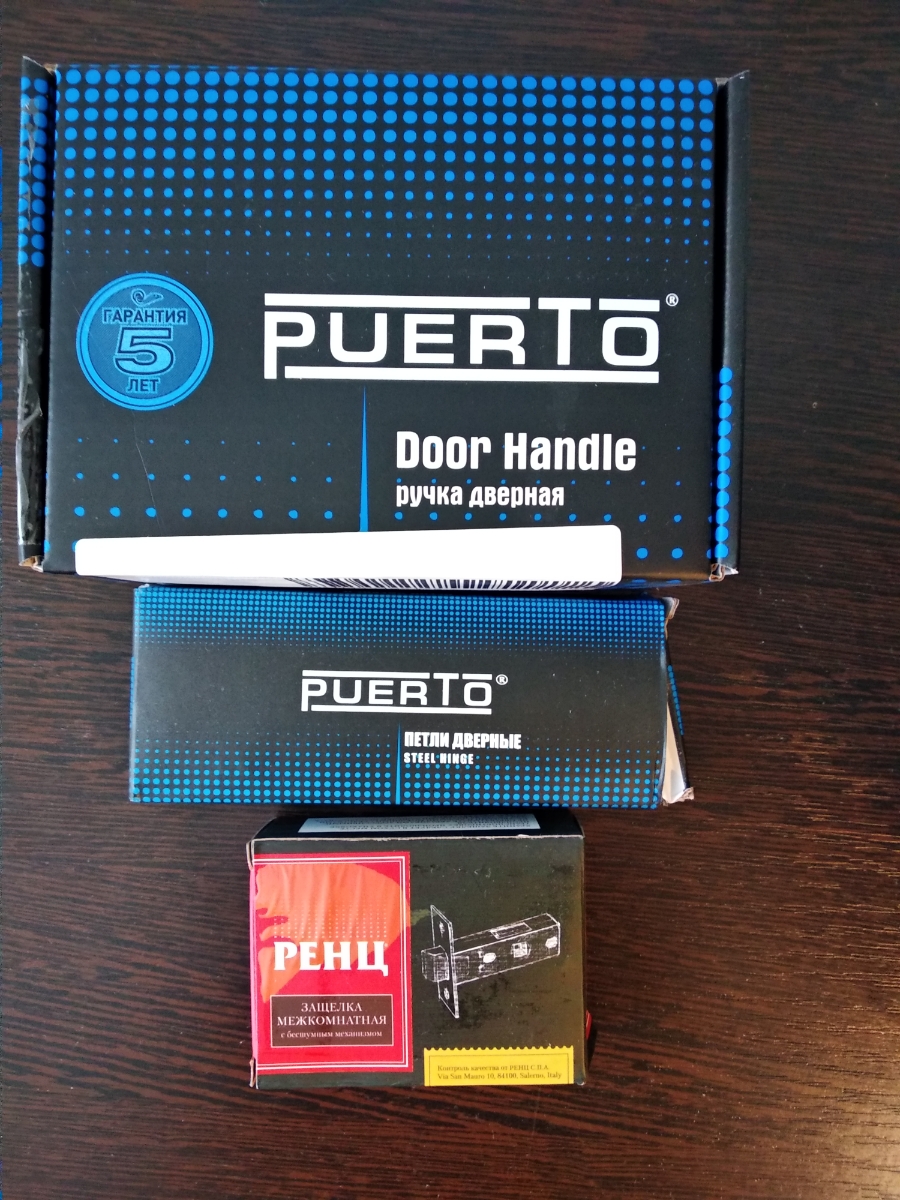 ГАРАНТИЯ
5
ЛЕТ
PUERTO®
Door Handle
ручка дверная
PUERTO®
ПЕТЛИ ДВЕРНЫЕ
STEEL HINGE
РЕНЦ
ЗАЩЕЛКА
МЕЖКОМНАТНАЯ
с бесшумным механизмом
Контроль качества от РЕНЦ С.П.А.
Via San Mauro 10, 84100, Salerno, Italy